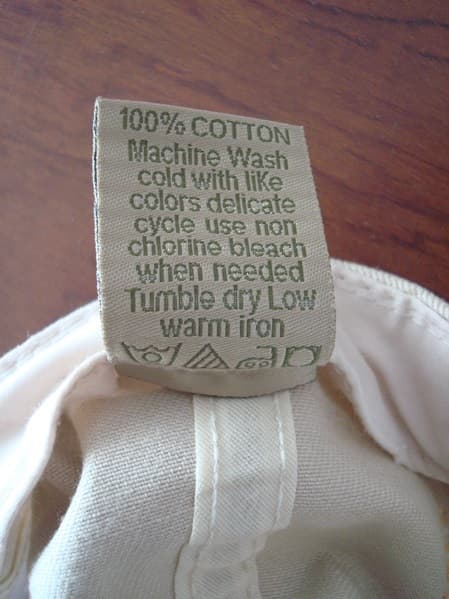 100% COTTON
Machine Wash
cold with like
colors delicate
cycle use non
chlorine bleach
when needed
Tumble dry Low
warm iron